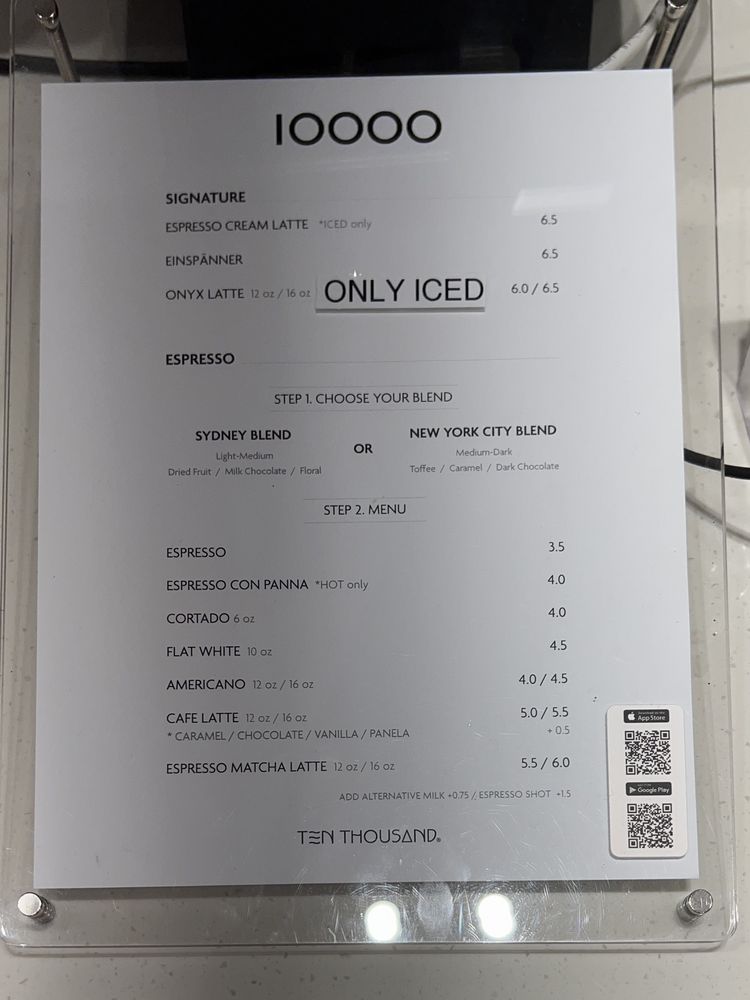 10000
SIGNATURE
ESPRESSO CREAM LATTE *ICED only 6.5
EINSPÄNNER 6.5
ONYX LATTE 12 oz / 16 oz ONLY ICED 6.0 / 6.5
ESPRESSO
STEP 1. CHOOSE YOUR BLEND
SYDNEY BLEND OR NEW YORK CITY BLEND
Light-Medium Medium-Dark
Dried Fruit / Milk Chocolate / Floral Toffee / Caramel / Dark Chocolate
STEP 2. MENU
ESPRESSO 3.5
ESPRESSO CON PANNA *HOT only 4.0
CORTADO 6 oz 4.0
FLAT WHITE 10 oz 4.5
AMERICANO 12 oz / 16 oz 4.0 / 4.5
CAFE LATTE 12 oz / 16 oz 5.0 / 5.5
* CARAMEL / CHOCOLATE / VANILLA / PANELA + 0.5
ESPRESSO MATCHA LATTE 12 oz / 16 oz 5.5 / 6.0
ADD ALTERNATIVE MILK +0.75 / ESPRESSO SHOT +1.5
TEN THOUSAND®
App Store
Google Play